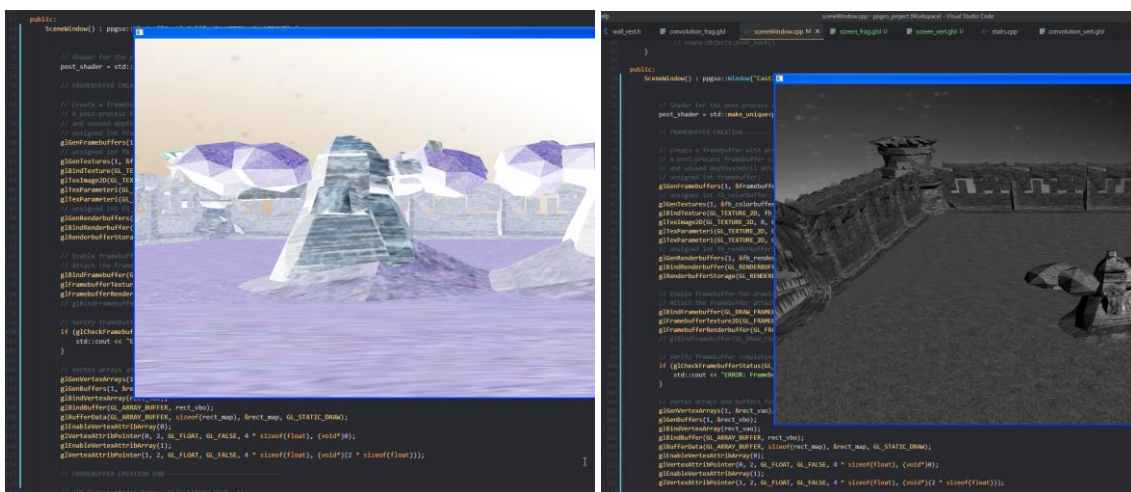 public:
SceneWindow() : ppgso::
// Shader for the p
post_shader = std::
// FRAMEBUFFER CREA
// Create a framebuf
// A post-process
// and unused depth
// unsigned int fra
glGenFramebuffers(1
// unsigned int fb_
glGenTextures(1, &f
glBindTexture(GL_TE
glTexImage2D(GL_TEX
glTexParameteri(GL_
glTexParameteri(GL_
// unsigned int fb_
glGenRenderbuffers(
glBindRenderbuffer(
glRenderbufferStora
// Enable framebuff
// Attach the frame
glBindFramebuffer(G
glFramebufferTextur
glFramebufferRender
// glBindFramebuffe
// Verify framebuff
if (glCheckFramebuf
std::cout << "E
}
// Vertex arrays an
glGenVertexArrays(1
glGenBuffers(1, &re
glBindVertexArray(rect_vao);
glBindBuffer(GL_ARRAY_BUFFER, rect_vbo);
glBufferData(GL_ARRAY_BUFFER, sizeof(rect_map), &rect_map, GL_STATIC_DRAW);
glEnableVertexAttribArray(0);
glVertexAttribPointer(0, 2, GL_FLOAT, GL_FALSE, 4 * sizeof(float), (void*)0);
glEnableVertexAttribArray(1);
glVertexAttribPointer(1, 2, GL_FLOAT, GL_FALSE, 4 * sizeof(float), (void*)(2 * sizeof(float)));
// FRAMEBUFFER CREATION END
elp
sceneWindow.cpp - ppgso_project (Workspace) - Visual Studio Code
wall_rest.h convolution_frag.glsl sceneWindow.cpp M X screen_frag.glsl U screen_vert.glsl U stairs.cpp convolution_vert.glsl
// scene.objects.push_back()
}
public:
SceneWindow() : ppgso::Window{"Cast
// Shader for the post-process
post_shader = std::make_unique<p
// FRAMEBUFFER CREATION
// Create a framebuffer with at
// A post-process framebuffer
// and unused depth+stencil att
// unsigned int framebuffer;
glGenFramebuffers(1, &framebuff
// unsigned int fb_colorbuffer;
glGenTextures(1, &fb_colorbuffe
glBindTexture(GL_TEXTURE_2D, fb
glTexImage2D(GL_TEXTURE_2D, 0,
glTexParameteri(GL_TEXTURE_2D,
glTexParameteri(GL_TEXTURE_2D,
// unsigned int fb_renderbuffer
glGenRenderbuffers(1, &fb_rende
glBindRenderbuffer(GL_RENDERBUF
glRenderbufferStorage(GL_RENDER
// Enable framebuffer for drawi
// Attach the framebuffer attac
glBindFramebuffer(GL_DRAW_FRAME
glFramebufferTexture2D(GL_FRAME
glFramebufferRenderbuffer(GL_FRA
// glBindFramebuffer(GL_DRAW_FR
// Verify framebuffer completen
if (glCheckFramebufferStatus(GL_
std::cout << "ERROR: Frameb
}
// Vertex arrays and buffers fo
glGenVertexArrays(1, &rect_vao);
glGenBuffers(1, &rect_vbo);
glBindVertexArray(rect_vao);
glBindBuffer(GL_ARRAY_BUFFER, rect_vbo);
glBufferData(GL_ARRAY_BUFFER, sizeof(rect_map), &rect_map, GL_STATIC_DRAW);
glEnableVertexAttribArray(0);
glVertexAttribPointer(0, 2, GL_FLOAT, GL_FALSE, 4 * sizeof(float), (void*)0);
glEnableVertexAttribArray(1);
glVertexAttribPointer(1, 2, GL_FLOAT, GL_FALSE, 4 * sizeof(float), (void*)(2 * sizeof(float)));